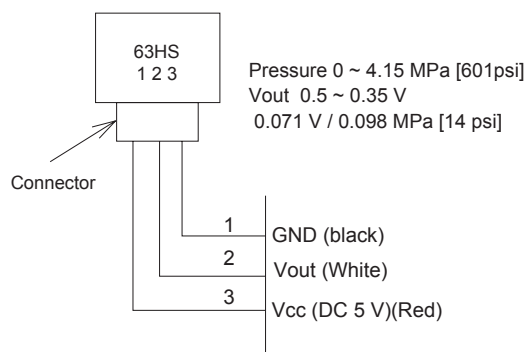 63HS
1 2 3
Pressure 0 ~ 4.15 MPa [601psi]
Vout 0.5 ~ 0.35 V
0.071 V / 0.098 MPa [14 psi]
Connector
1
GND (black)
2
Vout (White)
3
Vcc (DC 5 V)(Red)